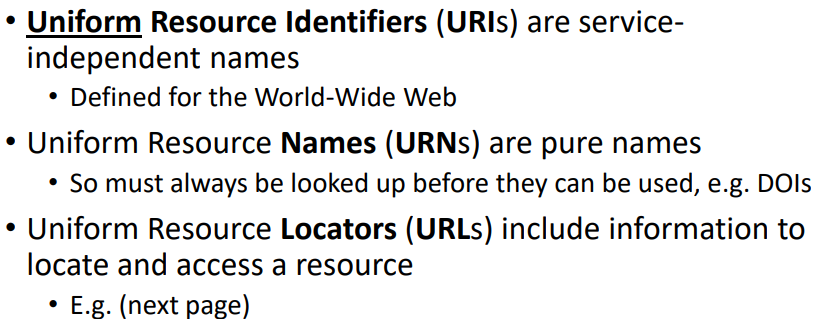 • Uniform Resource Identifiers (URIs) are service-
independent names
• Defined for the World-Wide Web
• Uniform Resource Names (URNs) are pure names
• So must always be looked up before they can be used, e.g. DOIs
• Uniform Resource Locators (URLs) include information to
locate and access a resource
• E.g. (next page)